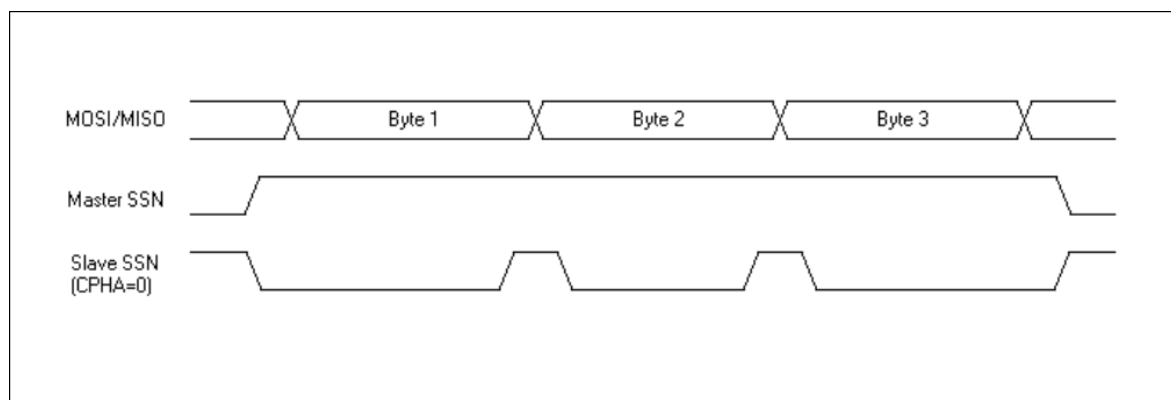 MOSI/MISO
Byte 1
Byte 2
Byte 3
Master SSN
Slave SSN
(CPHA=0)